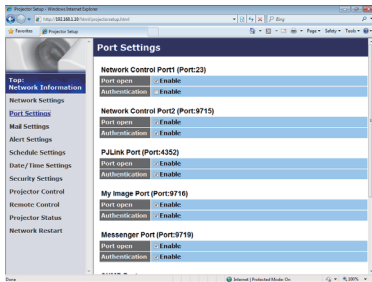 Projector Setup - Windows Internet Explorer
http://192.168.1.10/html/projectorsetup.html
Bing
Favorites
Projector Setup
Page Safety Tools
Port Settings
Top:
Network Information
Network Settings
Port Settings
Mail Settings
Alert Settings
Schedule Settings
Date/Time Settings
Security Settings
Projector Control
Remote Control
Projector Status
Network Restart
Network Control Port1 (Port:23)
Port open Enable
Authentication Enable
Network Control Port2 (Port:9715)
Port open Enable
Authentication Enable
PJLink Port (Port:4352)
Port open Enable
Authentication Enable
My Image Port (Port:9716)
Port open Enable
Authentication Enable
Messenger Port (Port:9719)
Port open Enable
Authentication Enable
Done
Internet | Protected Mode: On
100%